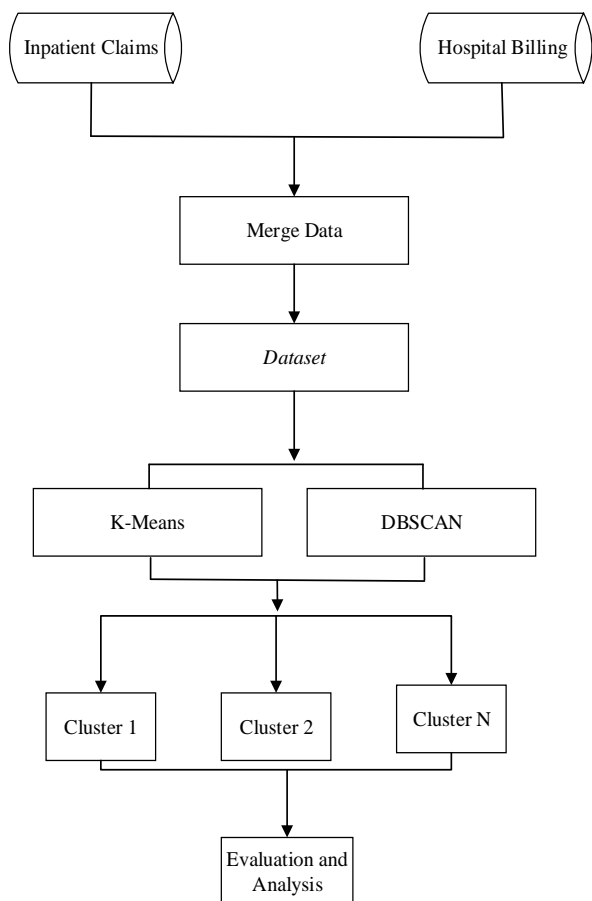 Inpatient Claims
Hospital Billing
Merge Data
Dataset
K-Means
DBSCAN
Cluster 1
Cluster 2
Cluster N
Evaluation and
Analysis